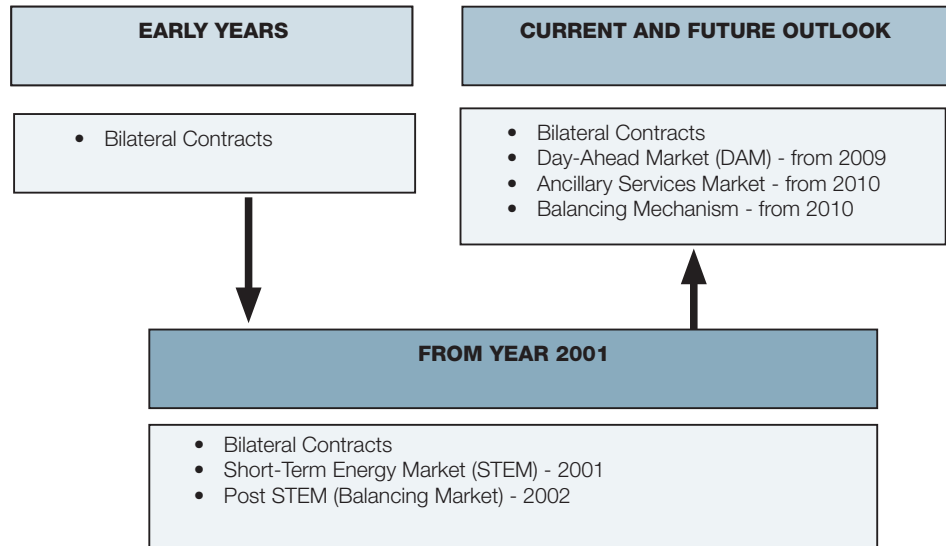 EARLY YEARS
• Bilateral Contracts
CURRENT AND FUTURE OUTLOOK
• Bilateral Contracts
• Day-Ahead Market (DAM) - from 2009
• Ancillary Services Market - from 2010
• Balancing Mechanism - from 2010
FROM YEAR 2001
• Bilateral Contracts
• Short-Term Energy Market (STEM) - 2001
• Post STEM (Balancing Market) - 2002